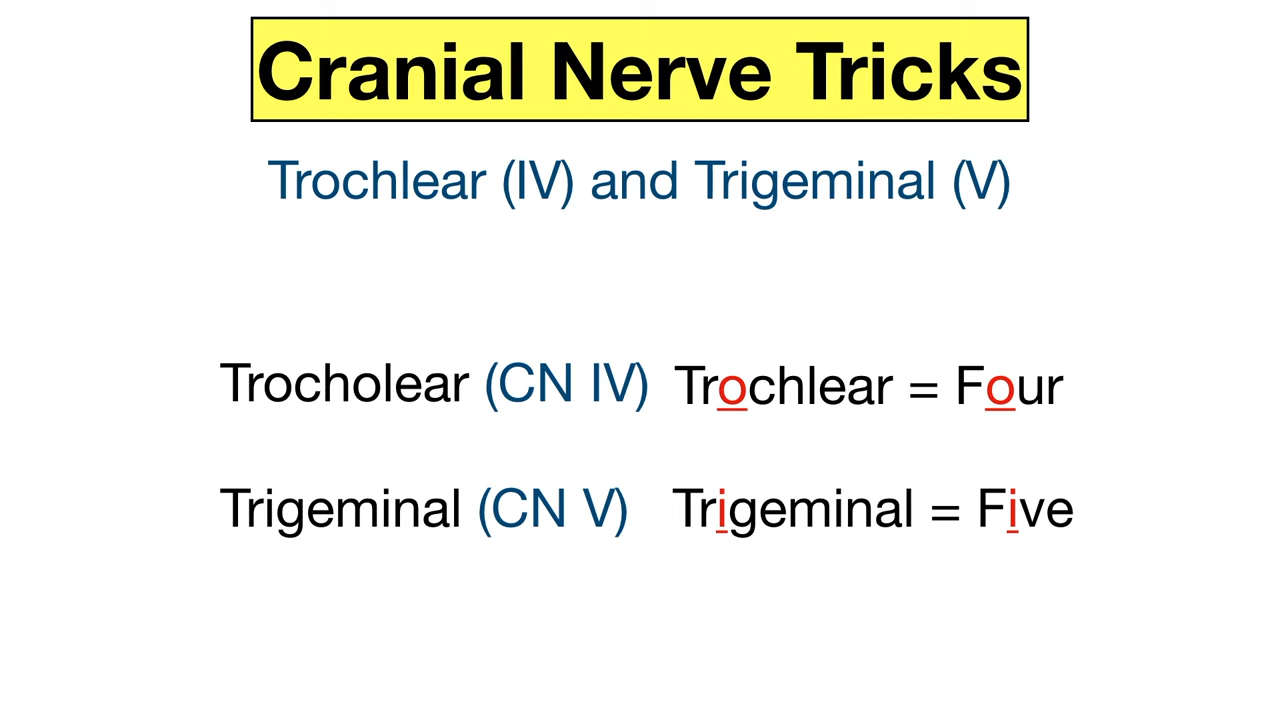 Cranial Nerve Tricks
Trochlear (IV) and Trigeminal (V)
Trocholear (CN IV) Trochlear = Four
Trigeminal (CN V) Trigeminal = Five